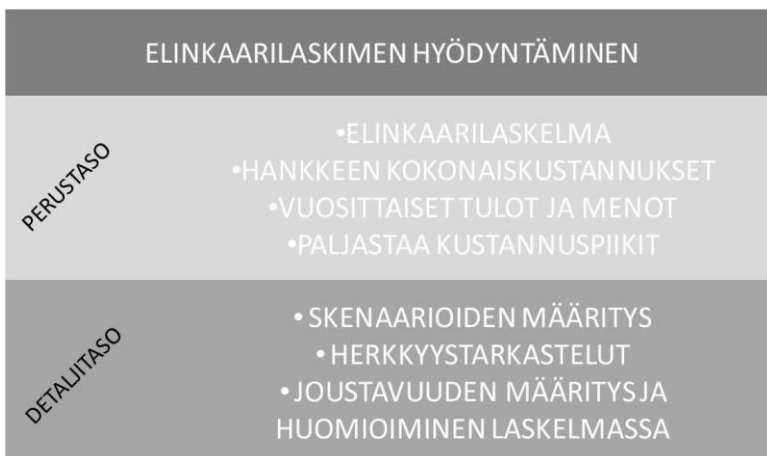 ELINKAARILASKIMEN HYÖDYNTÄMINEN
PERUSTASO
•ELINKAARILASKELMA
•HANKKEEN KOKONAISKUSTANNUKSET
•VUOSITTAISET TULOT JA MENOT
•PALJASTAA KUSTANNUSPIIKIT
DETALJITASO
• SKENAARIOIDEN MÄÄRITYS
• HERKKYYSTARKASTELUT
• JOUSTAVUUDEN MÄÄRITYS JA
HUOMIOIMINEN LASKELMASSA